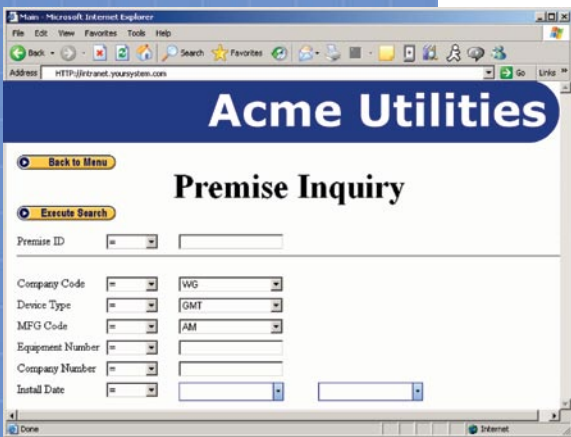 Main - Microsoft Internet Explorer
File Edit View Favorites Tools Help
Back Search Favorites
Address HTTP://intranet.yoursystem.com Go Links »
Acme Utilities
Back to Menu
Premise Inquiry
Execute Search
Premise ID =
Company Code = WG
Device Type = GMT
MFG Code = AM
Equipment Number =
Company Number =
Install Date =
Done Internet